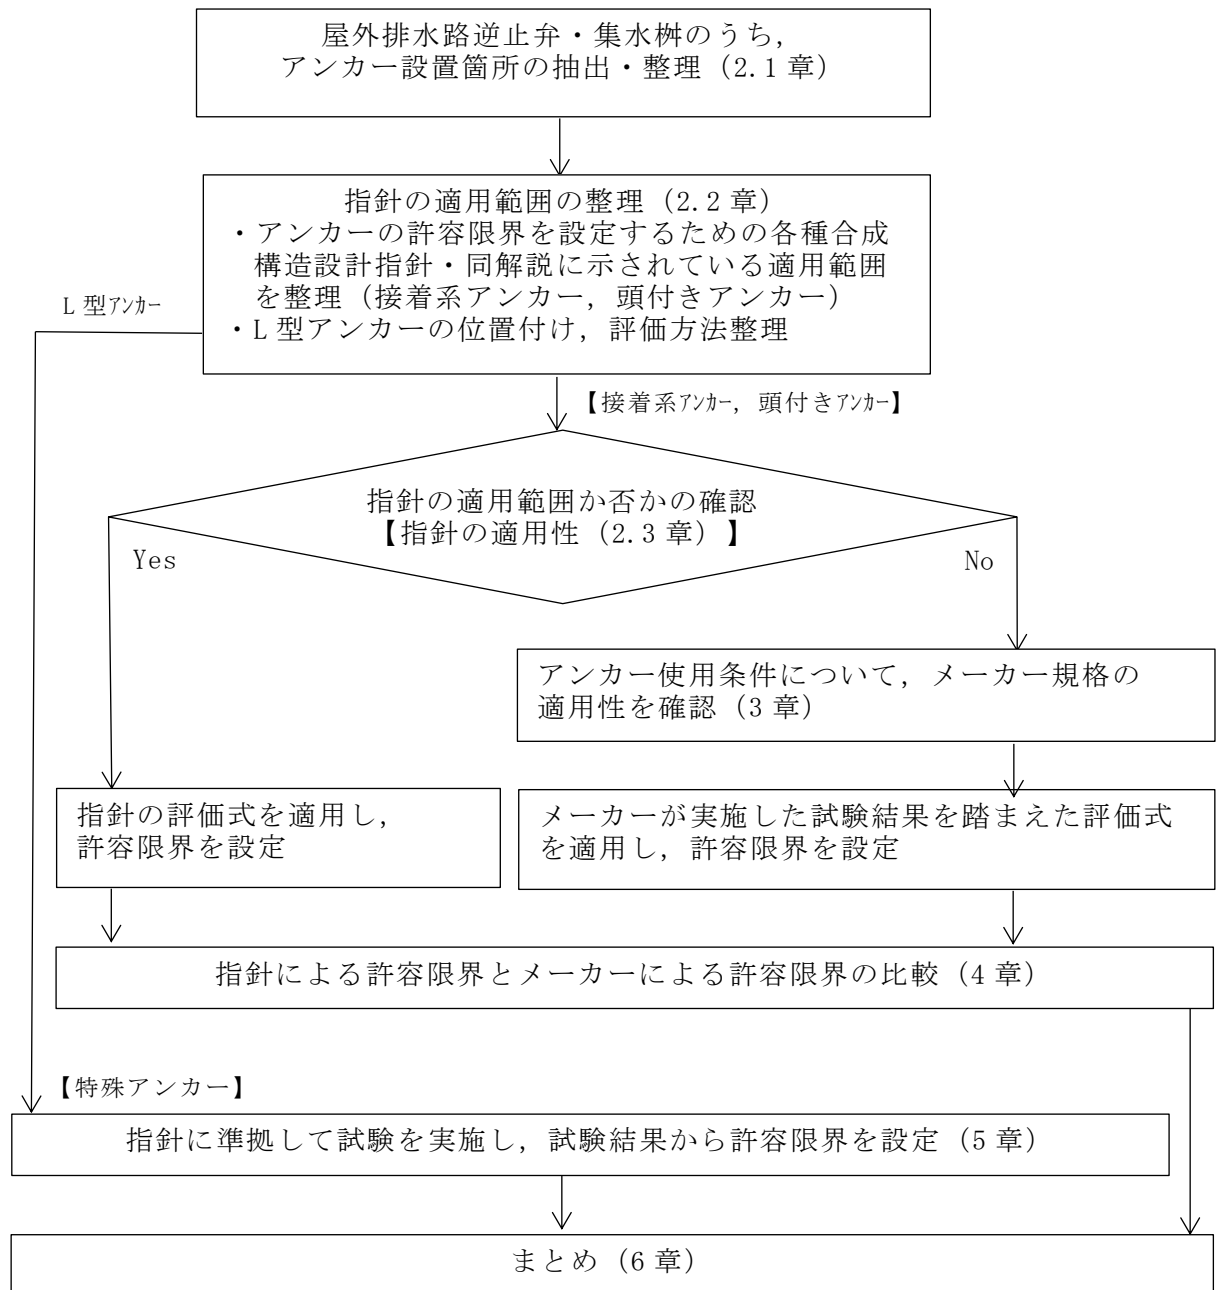 屋外排水路逆止弁・集水桝のうち,
アンカー設置箇所の抽出・整理（2.1 章）
指針の適用範囲の整理（2.2 章）
・アンカーの許容限界を設定するための各種合成
構造設計指針・同解説に示されている適用範囲
を整理（接着系アンカー, 頭付きアンカー）
・L 型アンカーの位置付け, 評価方法整理
L 型アンカー
【接着系アンカー, 頭付きアンカー】
指針の適用範囲か否かの確認
【指針の適用性（2.3 章）】
Yes
No
アンカー使用条件について, メーカー規格の
適用性を確認（3 章）
指針の評価式を適用し,
許容限界を設定
メーカーが実施した試験結果を踏まえた評価式
を適用し, 許容限界を設定
指針による許容限界とメーカーによる許容限界の比較（4 章）
【特殊アンカー】
指針に準拠して試験を実施し, 試験結果から許容限界を設定（5 章）
まとめ（6 章）